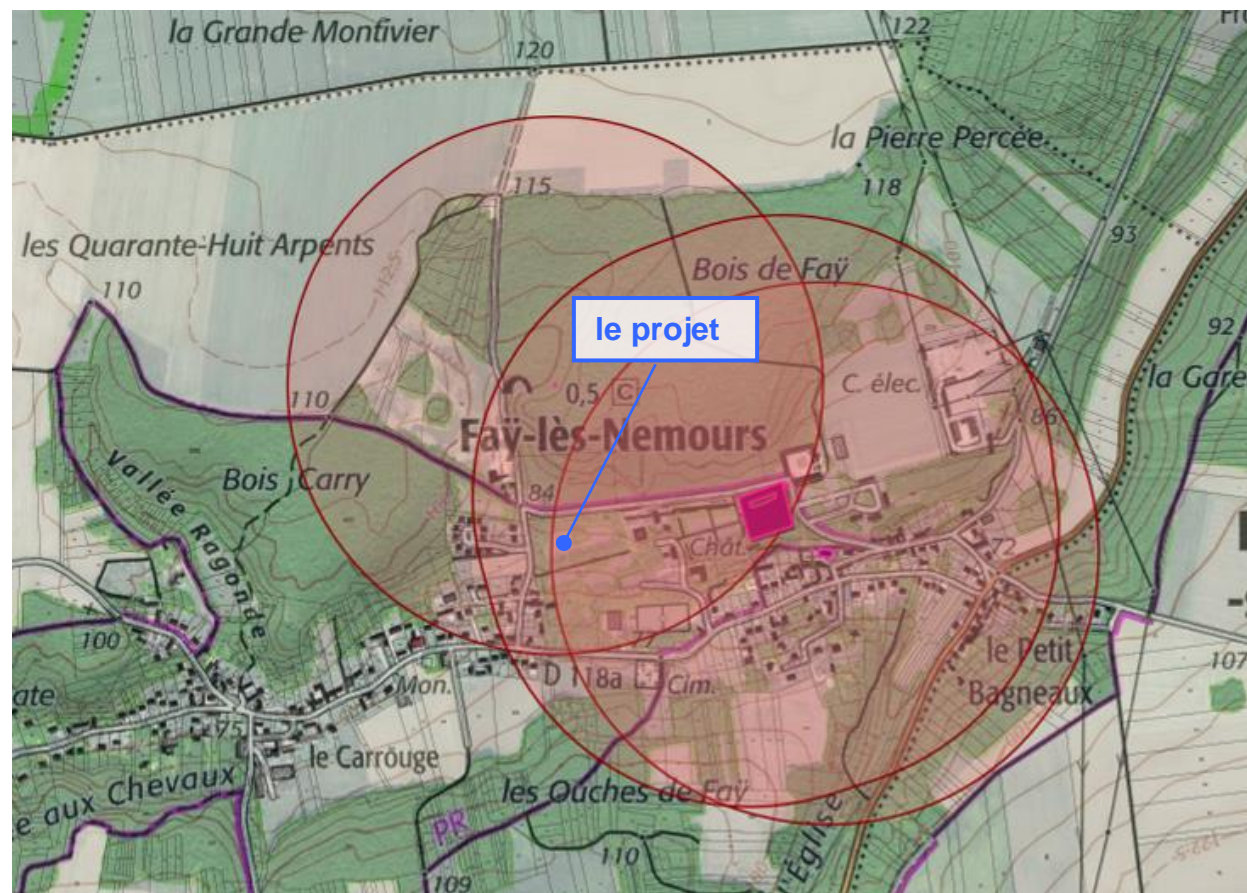 la Grande Montivier
122
120
la Pierre Percée
115
118
93
les Quarante-Huit Arpents
110
Bois de Faÿ
le projet
92
la Gare
0,5 C
C. élec.
110
Faÿ-lès-Nemours
86
Bois Carry
84
Vallée Ragonde
Chât.
72
100
77
le Petit
Bagneaux
107
D 118a
Cim.
Mon.
75
le Carrouge
aux Chevaux
les Ouches de Faÿ
PR
l'Église
110
109